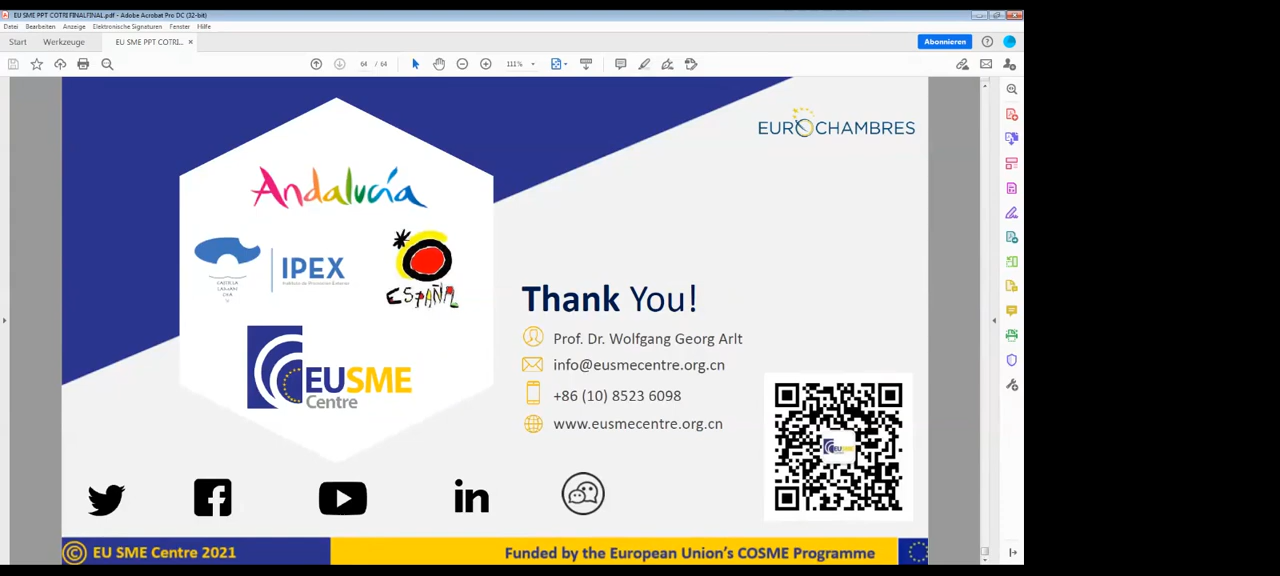 EU SME PPT COTRI FINALFINAL.pdf - Adobe Acrobat Pro DC (32-bit)
Datei Bearbeiten Anzeige Elektronische Signaturen Fenster Hilfe
Start Werkzeuge EU SME PPT COTRI... × Abonnieren
64 / 64 111%
EUROCHAMBRES
Andalucía
CASTILLA
IPEX
ESPAÑA
Thank You!
Prof. Dr. Wolfgang Georg Arlt
info@eusmecentre.org.cn
+86 (10) 8523 6098
www.eusmecentre.org.cn
EUSME
Centre
EUSME
in
© EU SME Centre 2021
Funded by the European Union's COSME Programme